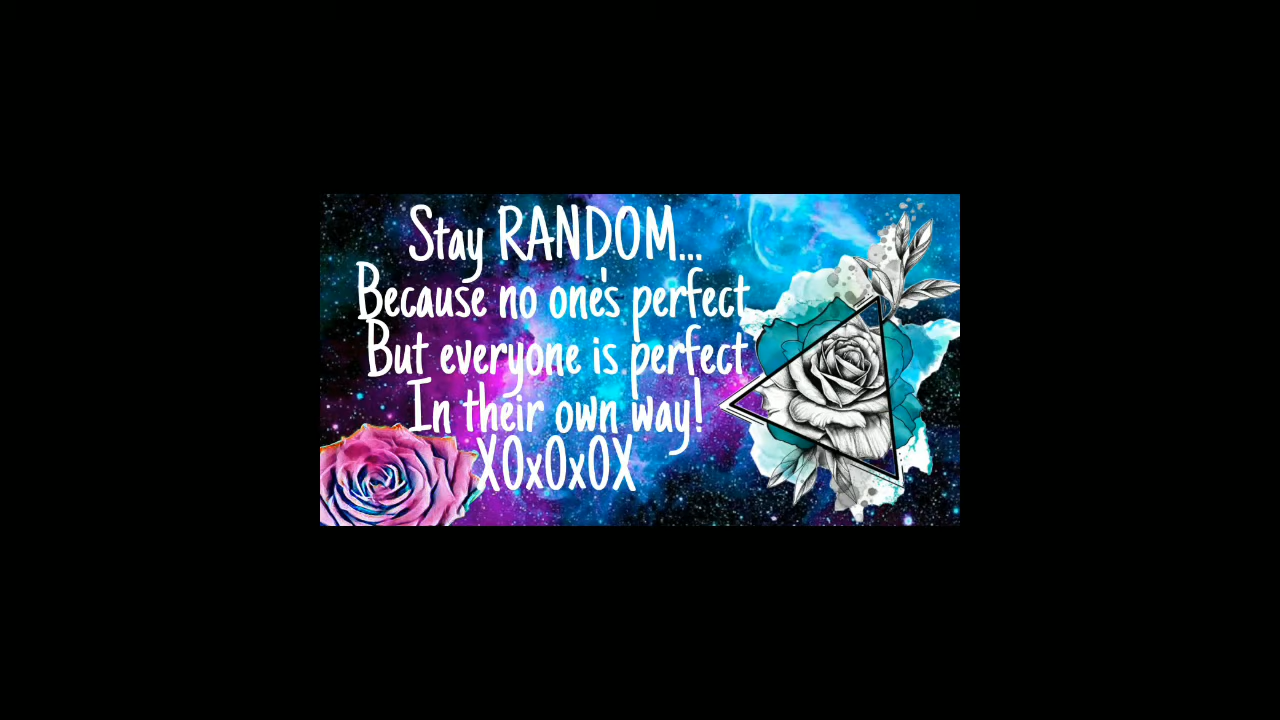 Stay RANDOM...
Because no one's perfect
But everyone is perfect
In their own way!
XOxOxOX